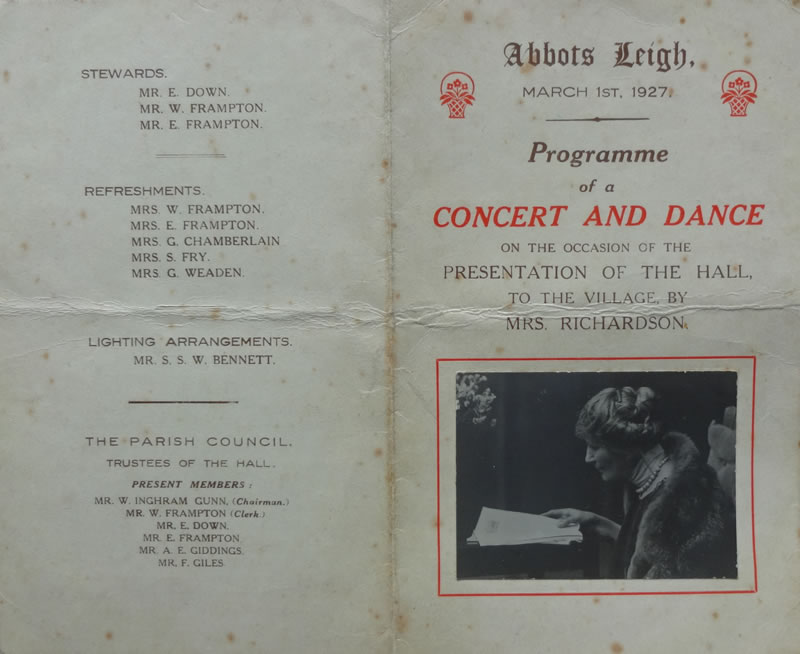 STEWARDS.
MR. E. DOWN.
MR. W. FRAMPTON.
MR. E. FRAMPTON.
REFRESHMENTS.
MRS. W. FRAMPTON.
MRS. E. FRAMPTON.
MRS. G. CHAMBERLAIN
MRS. S. FRY.
MRS. G. WEADEN.
LIGHTING ARRANGEMENTS.
MR. S. S. W. BENNETT.
THE PARISH COUNCIL.
TRUSTEES OF THE HALL.
PRESENT MEMBERS:
MR. W. INGHRAM GUNN, (Chairman.)
MR. W. FRAMPTON (Clerk.)
MR. E. DOWN.
MR. E. FRAMPTON.
MR. A. E. GIDDINGS.
MR. F. GILES.
Abbots Leigh,
MARCH 1ST, 1927.
Programme
of a
CONCERT AND DANCE
ON THE OCCASION OF THE
PRESENTATION OF THE HALL,
TO THE VILLAGE, BY
MRS. RICHARDSON.